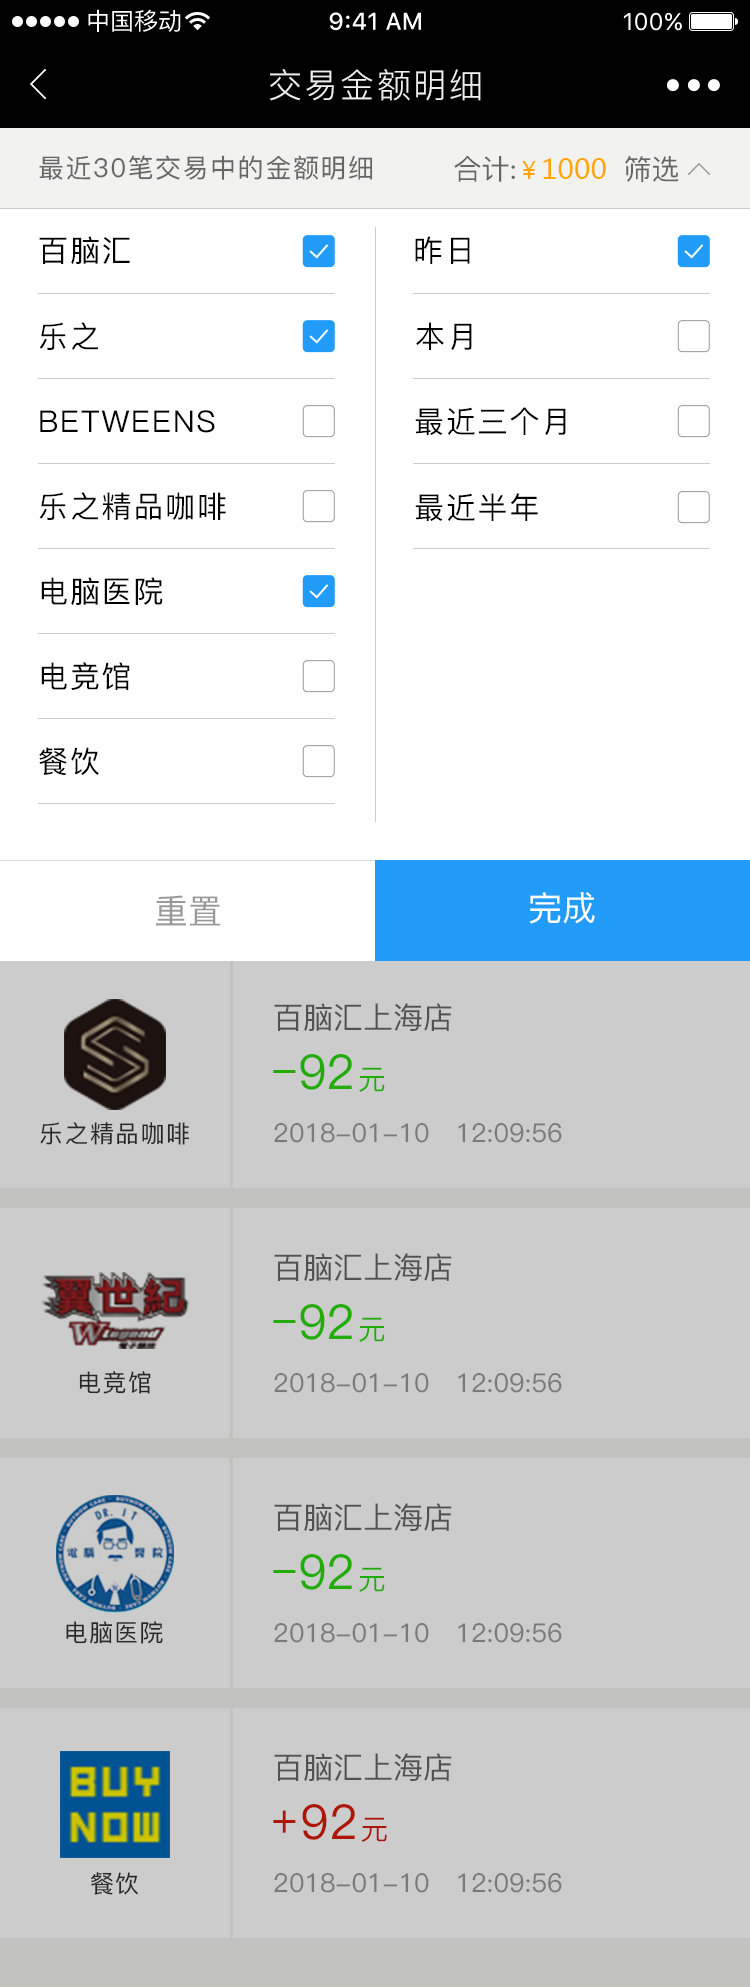 中国移动 9:41 AM 100%
交易金额明细
最近30笔交易中的金额明细 合计:¥1000 筛选
百脑汇
乐之
BETWEENS
乐之精品咖啡
电脑医院
电竞馆
餐饮
昨日
本月
最近三个月
最近半年
重置 完成
乐之精品咖啡
百脑汇上海店
-92元
2018-01-10 12:09:56
翼世紀
Wlegend
电竞馆
百脑汇上海店
-92元
2018-01-10 12:09:56
BUYNOW CARE
DR. IT
電腦醫院
电脑医院
百脑汇上海店
-92元
2018-01-10 12:09:56
BUY
NOW
餐饮
百脑汇上海店
+92元
2018-01-10 12:09:56